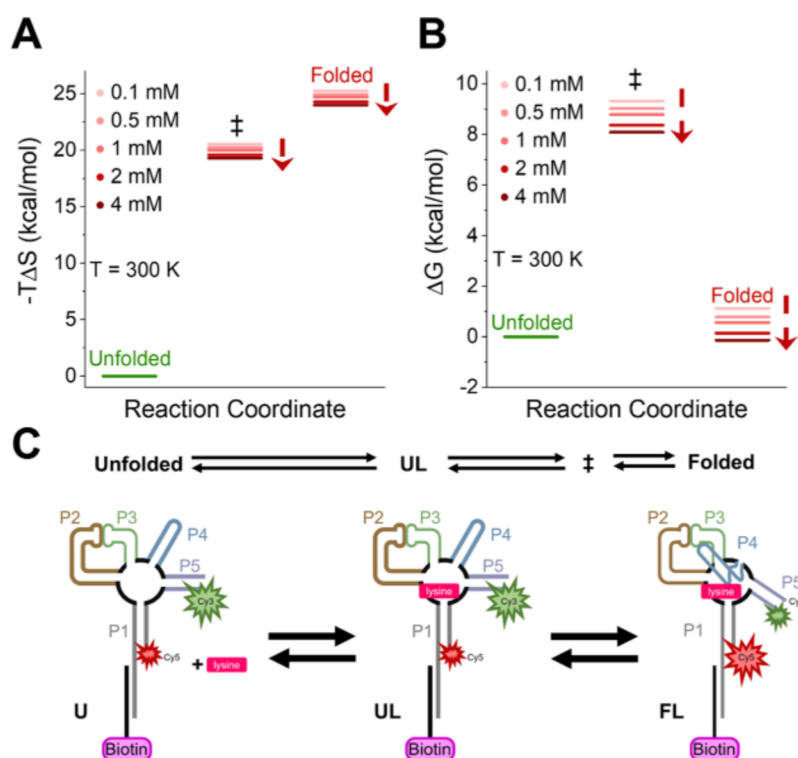 A
-TΔS (kcal/mol)
25
20
15
10
5
0
0.1 mM
0.5 mM
1 mM
2 mM
4 mM
T = 300 K
Unfolded
‡
Folded
Reaction Coordinate
B
ΔG (kcal/mol)
10
8
6
4
2
0
-2
0.1 mM
0.5 mM
1 mM
2 mM
4 mM
T = 300 K
Unfolded
‡
Folded
Reaction Coordinate
C
Unfolded UL ‡ Folded
P2 P3 P4 P5 P1
Cy3
Cy5
+ lysine
U
Biotin
P2 P3 P4 P5 P1
lysine
Cy3
Cy5
UL
Biotin
P2 P3 P4 P5 P1
lysine
Cy5
FL
Biotin